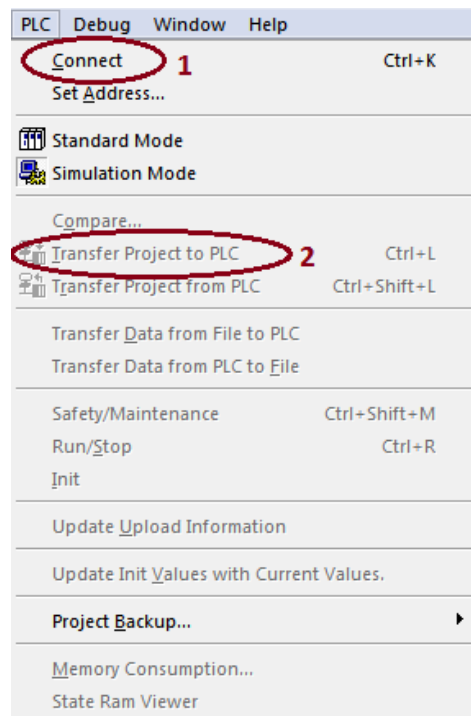 PLC Debug Window Help
Connect 1 Ctrl+K
Set Address...
Standard Mode
Simulation Mode
Compare...
Transfer Project to PLC 2 Ctrl+L
Transfer Project from PLC Ctrl+Shift+L
Transfer Data from File to PLC
Transfer Data from PLC to File
Safety/Maintenance Ctrl+Shift+M
Run/Stop Ctrl+R
Init
Update Upload Information
Update Init Values with Current Values.
Project Backup...
Memory Consumption...
State Ram Viewer